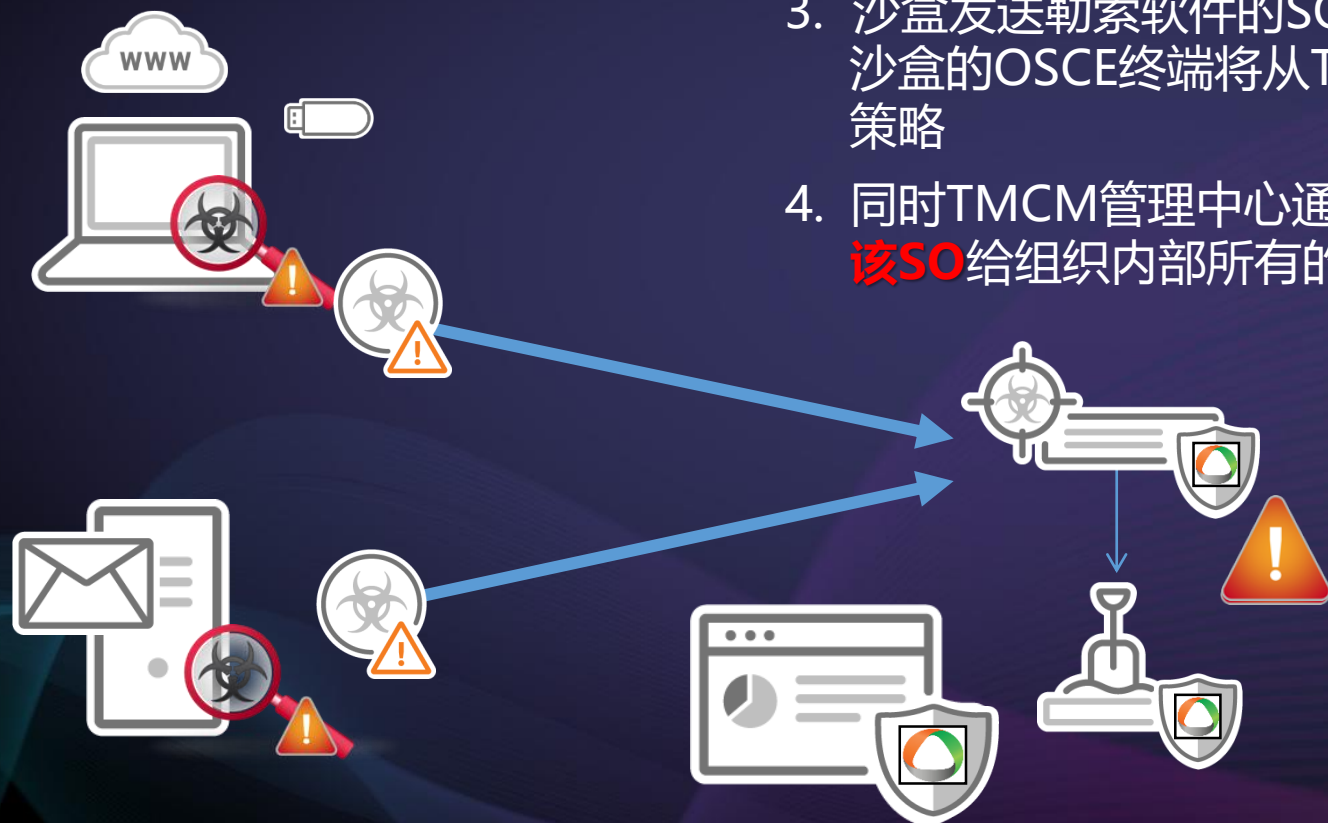 WWW
3. 沙盒发送勒索软件的SO
沙盒的OSCE终端将从T
策略
4. 同时TMCM管理中心通
该SO给组织内部所有的